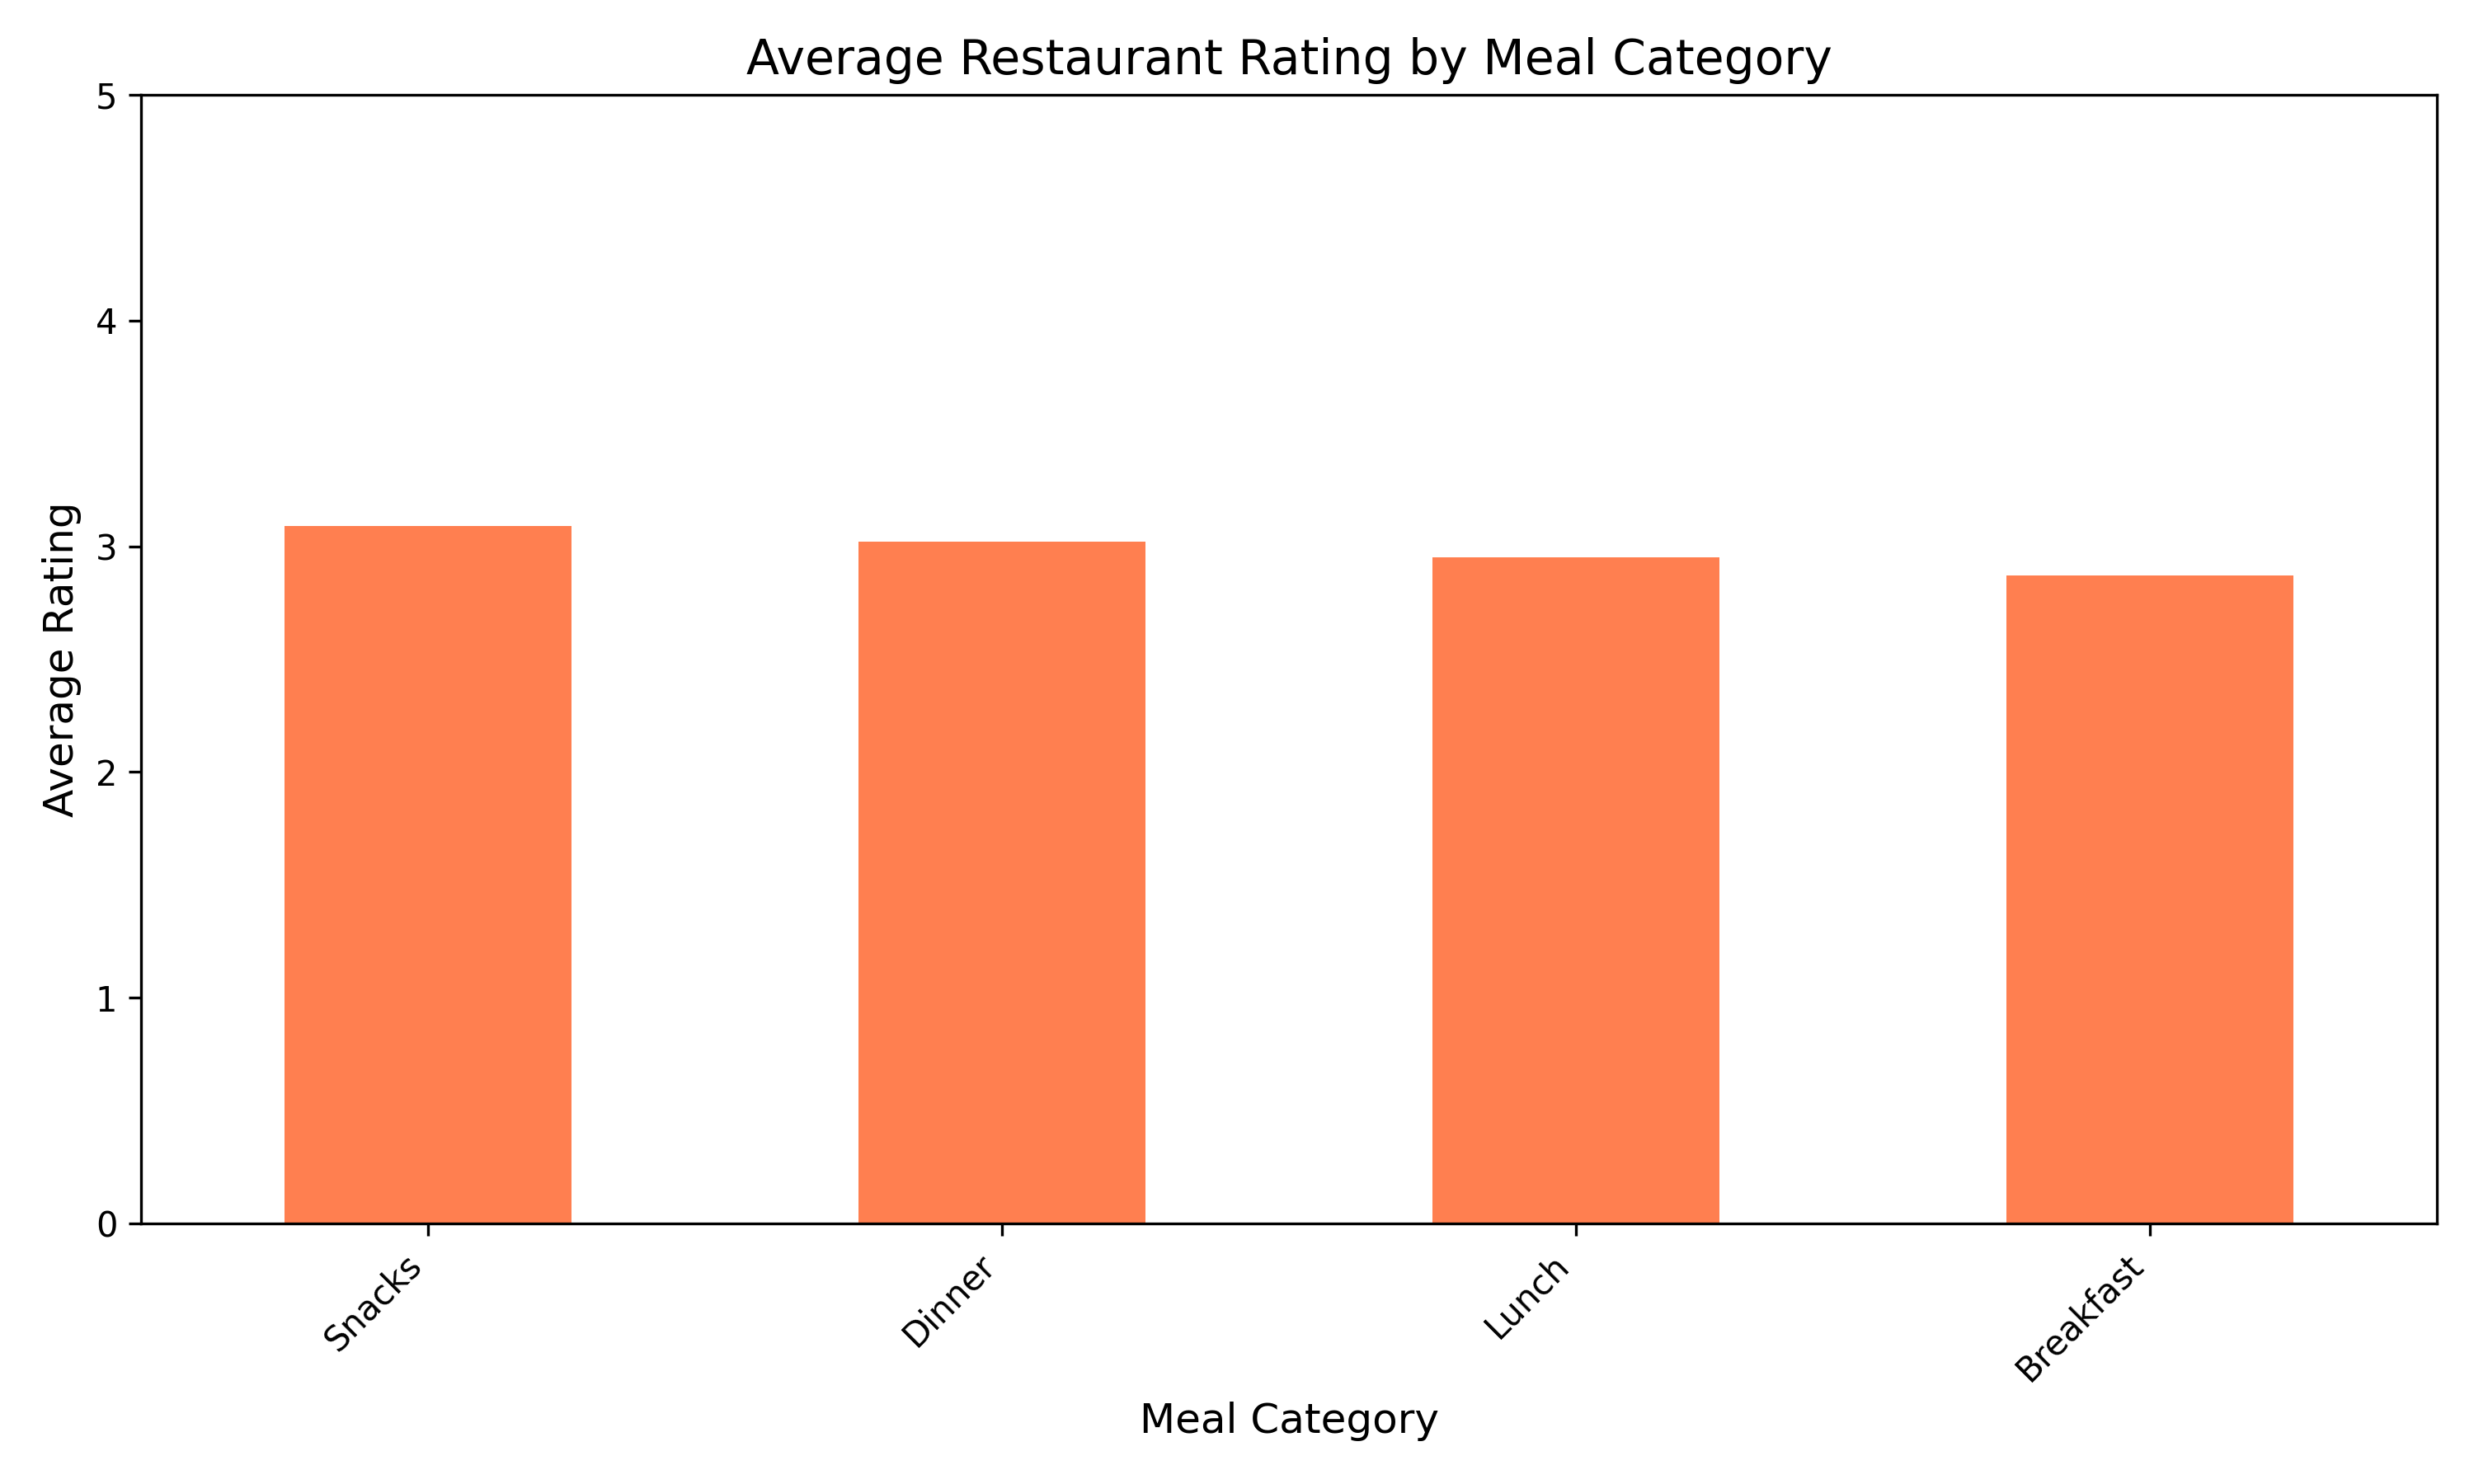 Average Restaurant Rating by Meal Category
5
4
3
2
1
0
Average Rating
Snacks
Dinner
Lunch
Breakfast
Meal Category